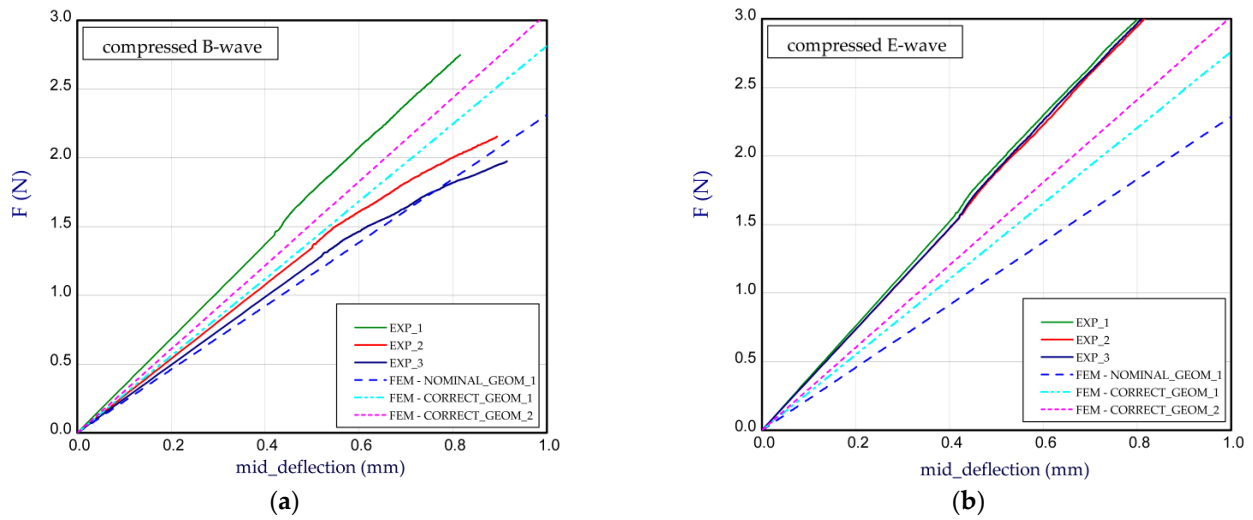 compressed B-wave
F (N)
3.0
2.5
2.0
1.5
1.0
0.5
0.0
EXP_1
EXP_2
EXP_3
FEM - NOMINAL_GEOM_1
FEM - CORRECT_GEOM_1
FEM - CORRECT_GEOM_2
0.0 0.2 0.4 0.6 0.8 1.0
mid_deflection (mm)
(a)
compressed E-wave
F (N)
3.0
2.5
2.0
1.5
1.0
0.5
0.0
EXP_1
EXP_2
EXP_3
FEM - NOMINAL_GEOM_1
FEM - CORRECT_GEOM_1
FEM - CORRECT_GEOM_2
0.0 0.2 0.4 0.6 0.8 1.0
mid_deflection (mm)
(b)